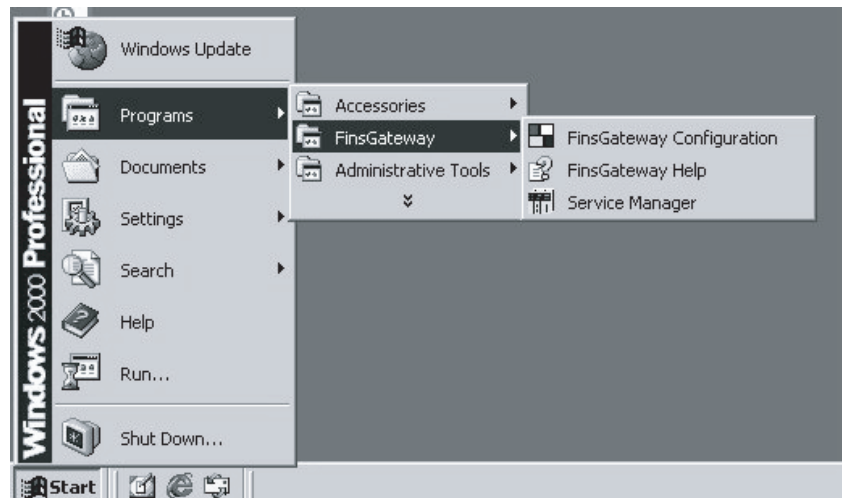 Windows Update
Programs
Documents
Settings
Search
Help
Run...
Shut Down...
Windows 2000 Professional
Accessories
FinsGateway
Administrative Tools
FinsGateway Configuration
FinsGateway Help
Service Manager
Start